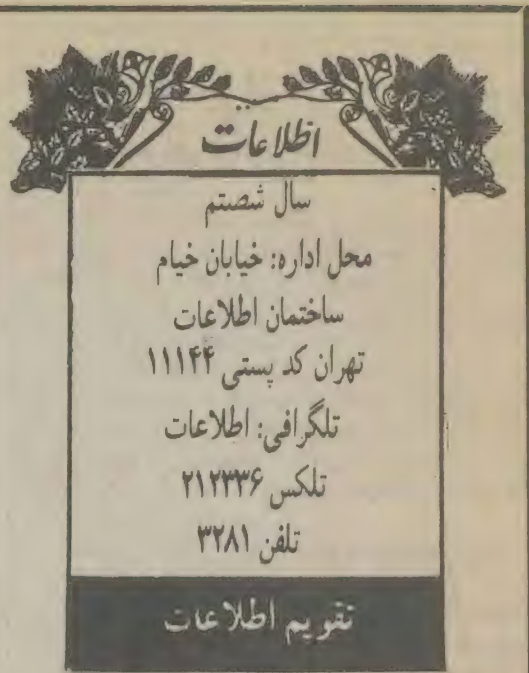 اطلاعات
سال شصتم
محل اداره: خیابان خیام
ساختمان اطلاعات
تهران کد پستی ۱۱۱۴۴
تلگرافی: اطلاعات
تلکس ۲۱۲۳۳۶
تلفن ۳۲۸۱
تقویم اطلاعات